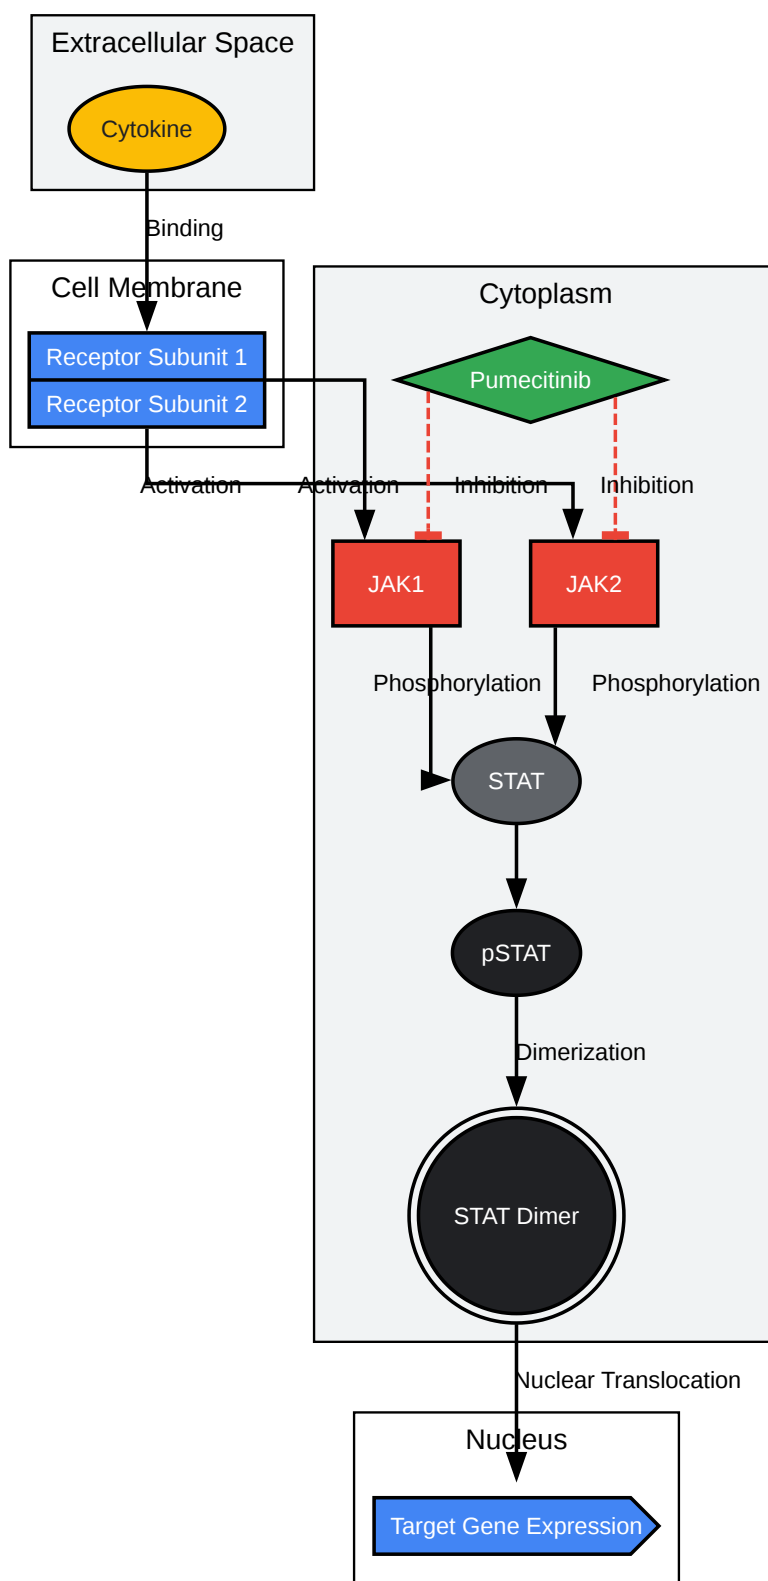 Extracellular Space
Cytokine
Binding
Cell Membrane
Receptor Subunit 1
Receptor Subunit 2
Cytoplasm
Pumecitinib
Activation
Activation
Inhibition
Inhibition
JAK1
JAK2
Phosphorylation
Phosphorylation
STAT
pSTAT
Dimerization
STAT Dimer
Nuclear Translocation
Nucleus
Target Gene Expression